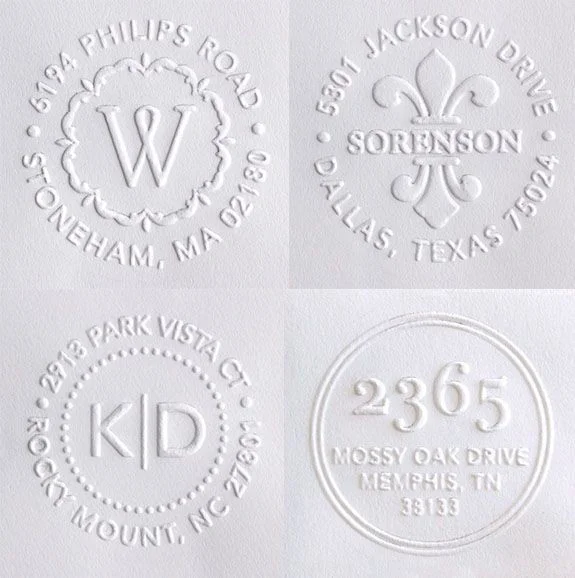 5194 PHILIPS ROAD
W
STONEHAM, MA 02180
5301 JACKSON DRIVE
SORENSON
DALLAS, TEXAS 75024
2913 PARK VISTA CT
K|D
ROCKY MOUNT, NC 27801
2365
MOSSY OAK DRIVE
MEMPHIS, TN
38133